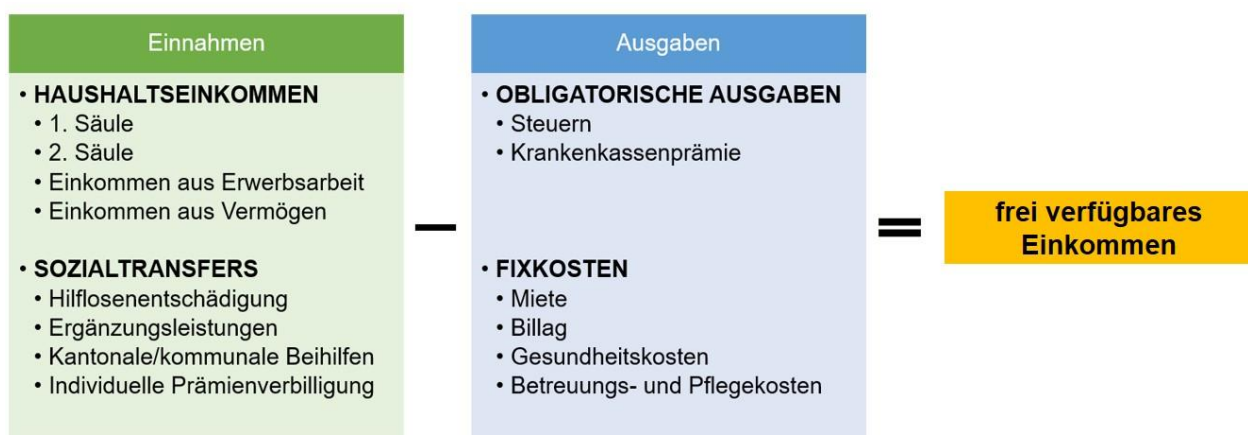 Einnahmen
• HAUSHALTSEINKOMMEN
• 1. Säule
• 2. Säule
• Einkommen aus Erwerbsarbeit
• Einkommen aus Vermögen
• SOZIALTRANSFERS
• Hilflosenentschädigung
• Ergänzungsleistungen
• Kantonale/kommunale Beihilfen
• Individuelle Prämienverbilligung
Ausgaben
• OBLIGATORISCHE AUSGABEN
• Steuern
• Krankenkassenprämie
• FIXKOSTEN
• Miete
• Billag
• Gesundheitskosten
• Betreuungs- und Pflegekosten
frei verfügbares
Einkommen